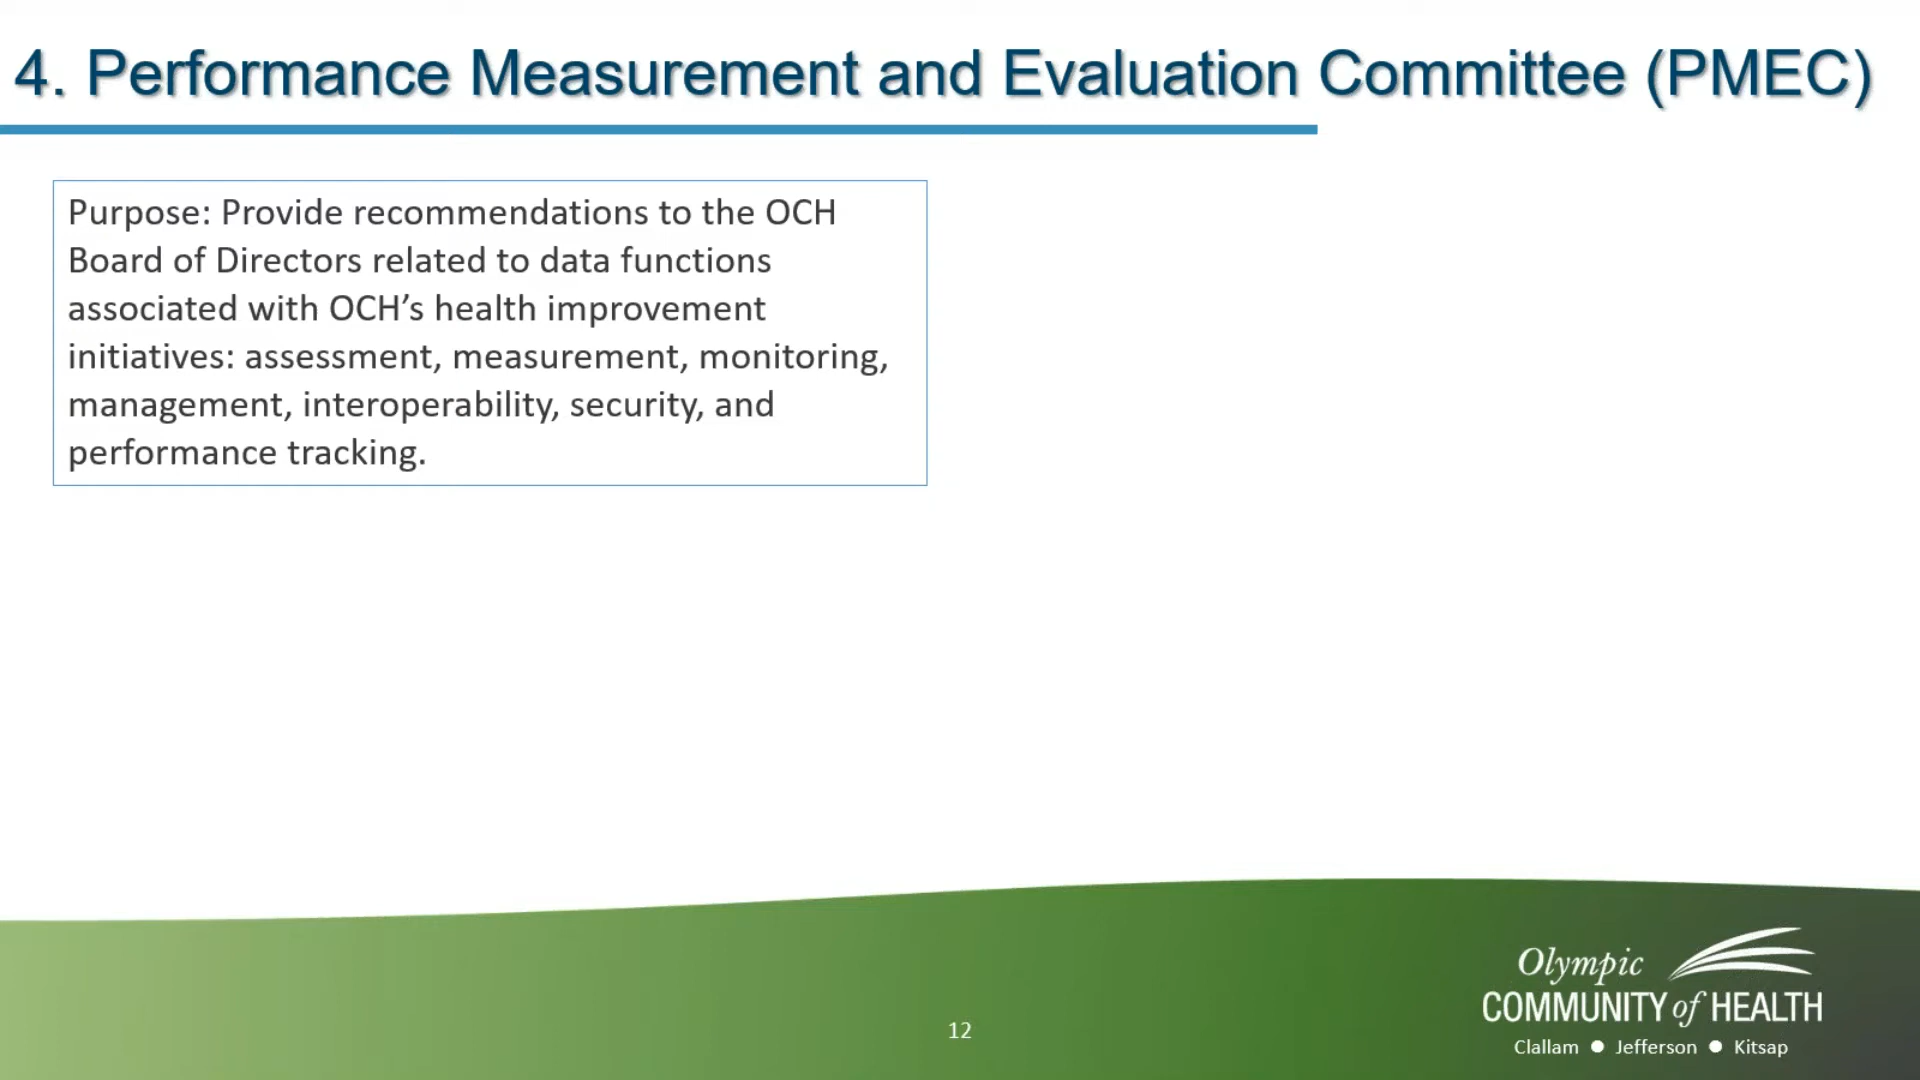 4. Performance Measurement and Evaluation Committee (PMEC)
Purpose: Provide recommendations to the OCH
Board of Directors related to data functions
associated with OCH’s health improvement
initiatives: assessment, measurement, monitoring,
management, interoperability, security, and
performance tracking.
12
Olympic
COMMUNITY of HEALTH
Clallam ● Jefferson ● Kitsap